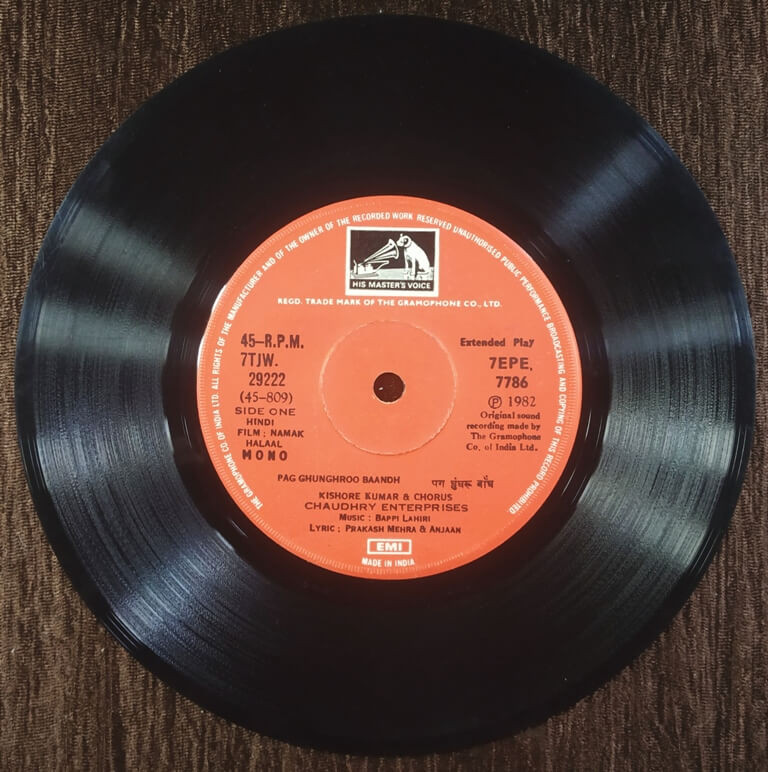 THE GRAMOPHONE CO. OF INDIA LTD. ALL RIGHTS OF THE MANUFACTURER AND OF THE OWNER OF THE RECORDED WORK RESERVED UNAUTHORISED PUBLIC PERFORMANCE BROADCASTING AND COPYING OF THIS RECORD PROHIBITED
HIS MASTER'S VOICE
REGD. TRADE MARK OF THE GRAMOPHONE CO., LTD.
45–R.P.M.
7TJW.
29222
(45-809)
SIDE ONE
HINDI
FILM ; NAMAK
HALAAL
MONO
Extended Play
7EPE,
7786
Ⓟ 1982
Original sound
recording made by
The Gramophone
Co, of India Ltd.
PAG GHUNGHROO BAANDH पग घुंघरू बाँध
KISHORE KUMAR & CHORUS
CHAUDHRY ENTERPRISES
MUSIC : BAPPI LAHIRI
LYRIC ; PRAKASH MEHRA & ANJAAN
EMI
MADE IN INDIA